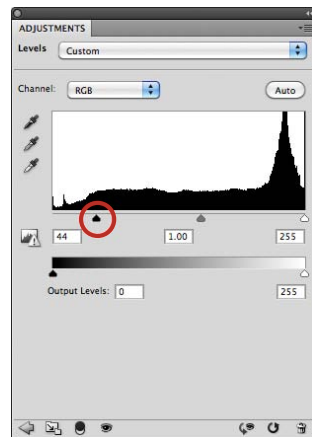 ADJUSTMENTS
Levels Custom
Channel: RGB Auto
44 1.00 255
Output Levels: 0 255